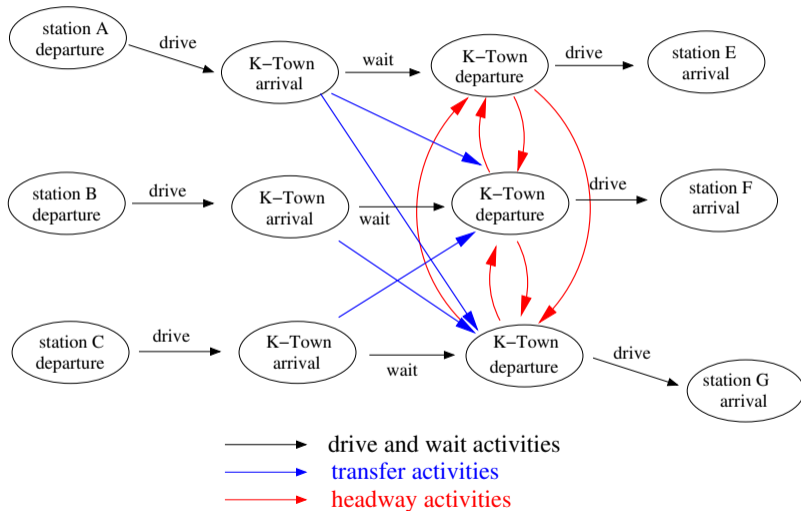 station A
departure
drive
K−Town
arrival
wait
K−Town
departure
drive
station E
arrival
station B
departure
drive
K−Town
arrival
wait
K−Town
departure
drive
station F
arrival
station C
departure
drive
K−Town
arrival
wait
K−Town
departure
drive
station G
arrival
drive and wait activities
transfer activities
headway activities